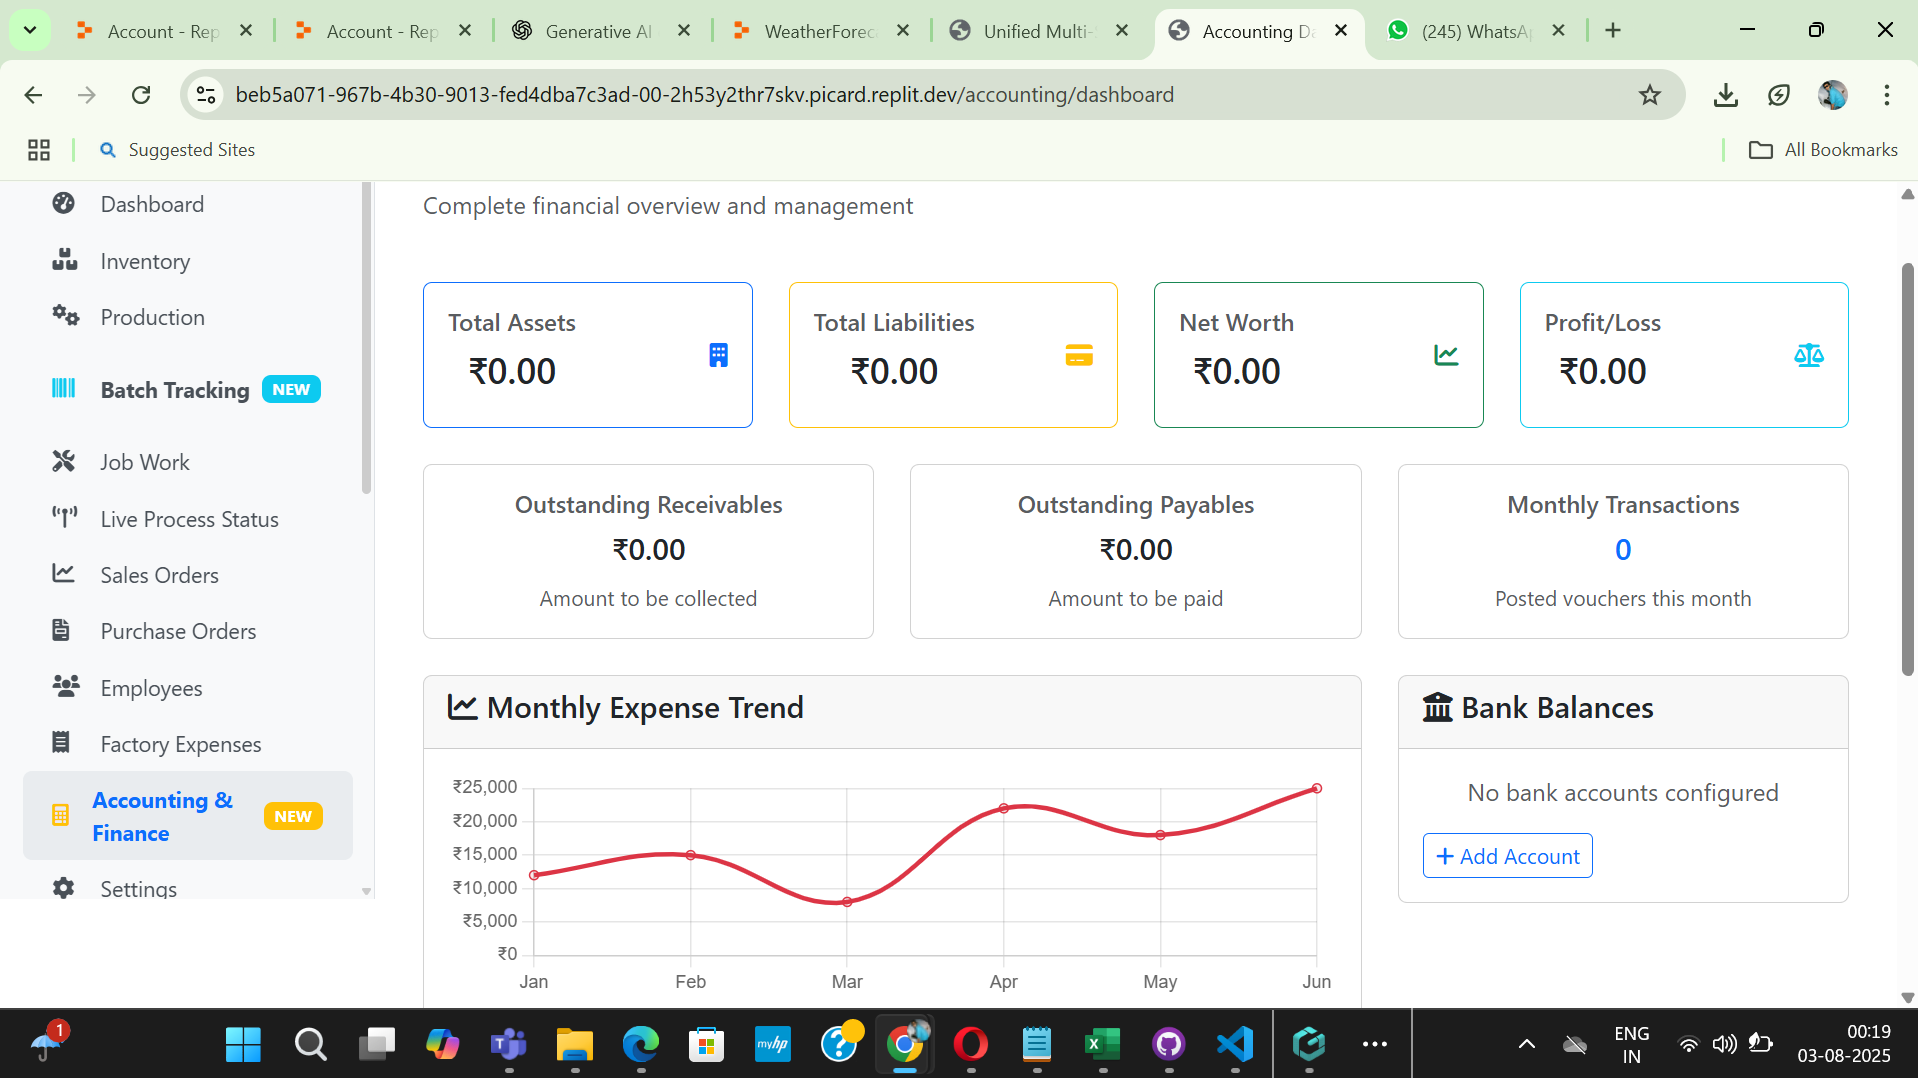 Account - Rep
Account - Rep
Generative AI
WeatherForec
Unified Multi-
Accounting Da
(245) WhatsAp
beb5a071-967b-4b30-9013-fed4dba7c3ad-00-2h53y2thr7skv.picard.replit.dev/accounting/dashboard
Suggested Sites
All Bookmarks
Dashboard
Inventory
Production
Batch Tracking NEW
Job Work
Live Process Status
Sales Orders
Purchase Orders
Employees
Factory Expenses
Accounting &
Finance
NEW
Settings
Complete financial overview and management
Total Assets
₹0.00
Total Liabilities
₹0.00
Net Worth
₹0.00
Profit/Loss
₹0.00
Outstanding Receivables
₹0.00
Amount to be collected
Outstanding Payables
₹0.00
Amount to be paid
Monthly Transactions
0
Posted vouchers this month
Monthly Expense Trend
₹25,000
₹20,000
₹15,000
₹10,000
₹5,000
₹0
Jan Feb Mar Apr May Jun
Bank Balances
No bank accounts configured
+ Add Account
1
myhp
ENG
IN
00:19
03-08-2025